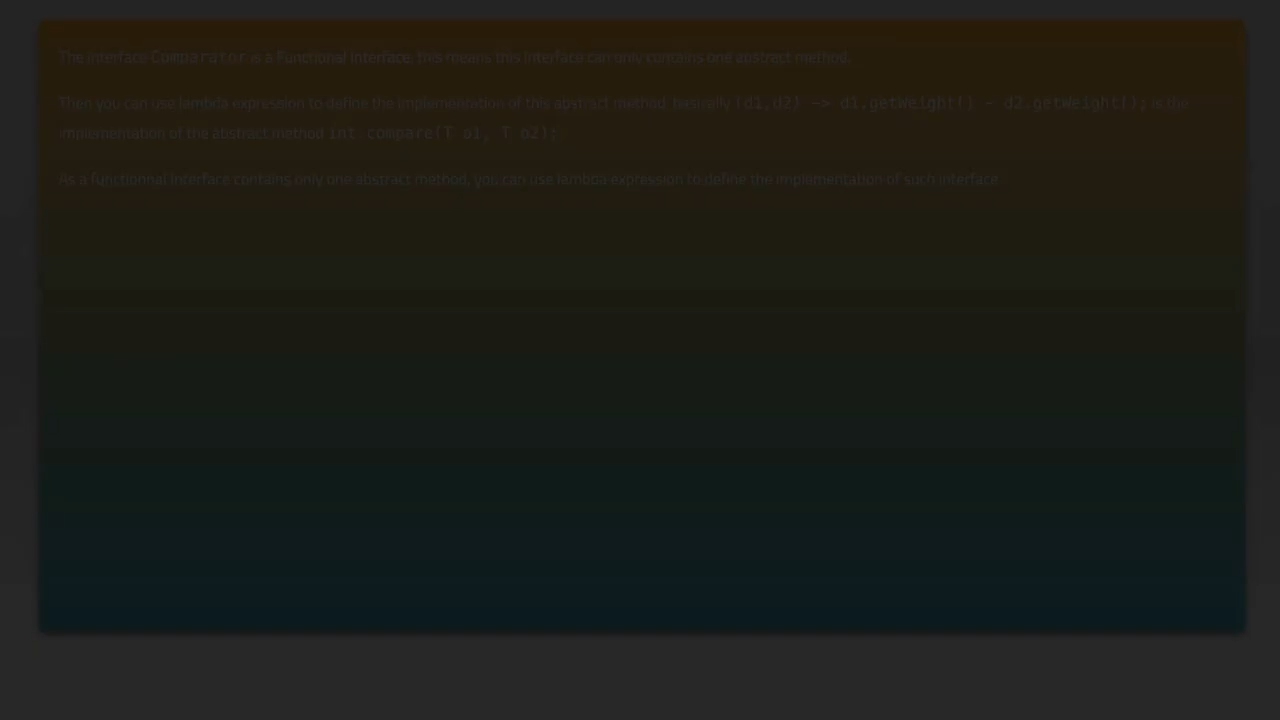 The interface Comparator is a Functional Interface, this means this interface can only contains one abstract method.
Then you can use lambda expression to define the implementation of this abstract method, basically (d1,d2) -> d1.getWeight() - d2.getWeight(); is the
implementation of the abstract method int compare(T o1, T o2);
As a functionnal interface contains only one abstract method, you can use lambda expression to define the implementation of such interface.